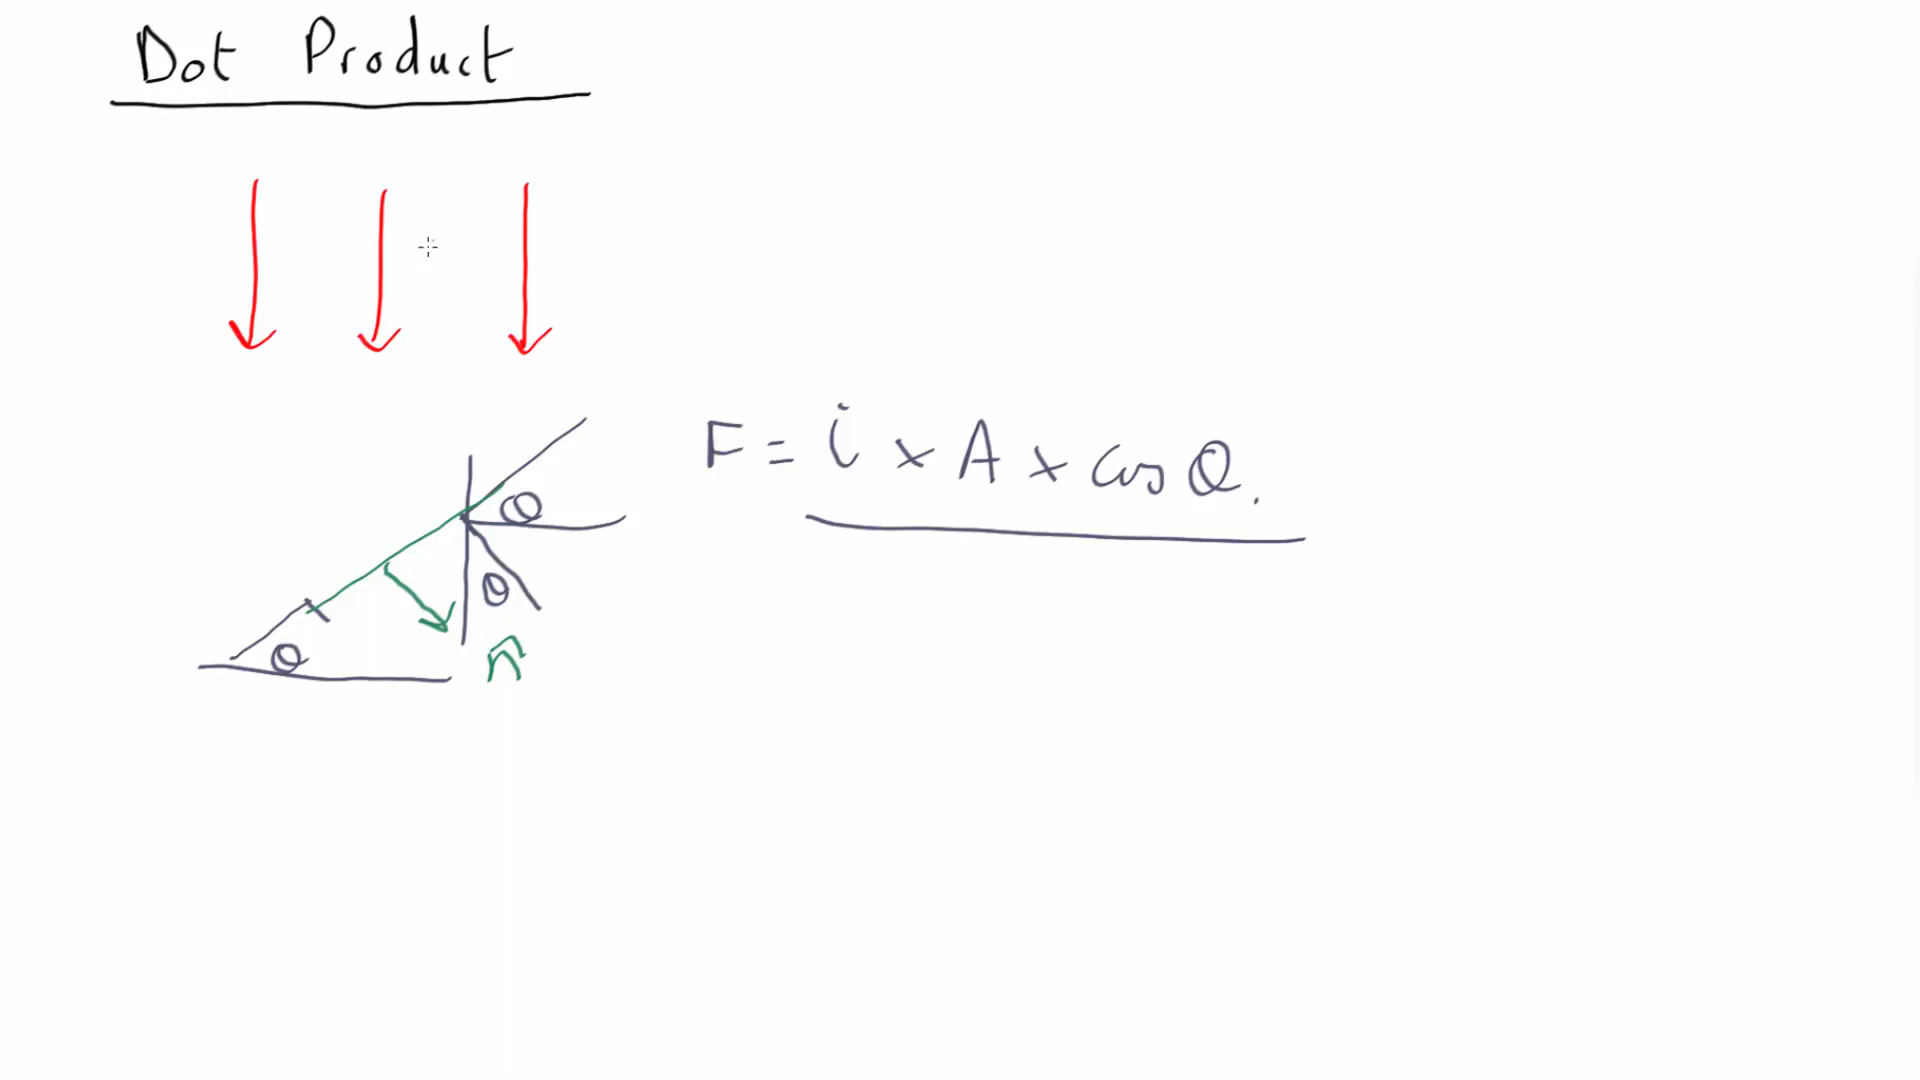 Dot Product
F = i × A × cos θ.
θ
θ
θ
n̂